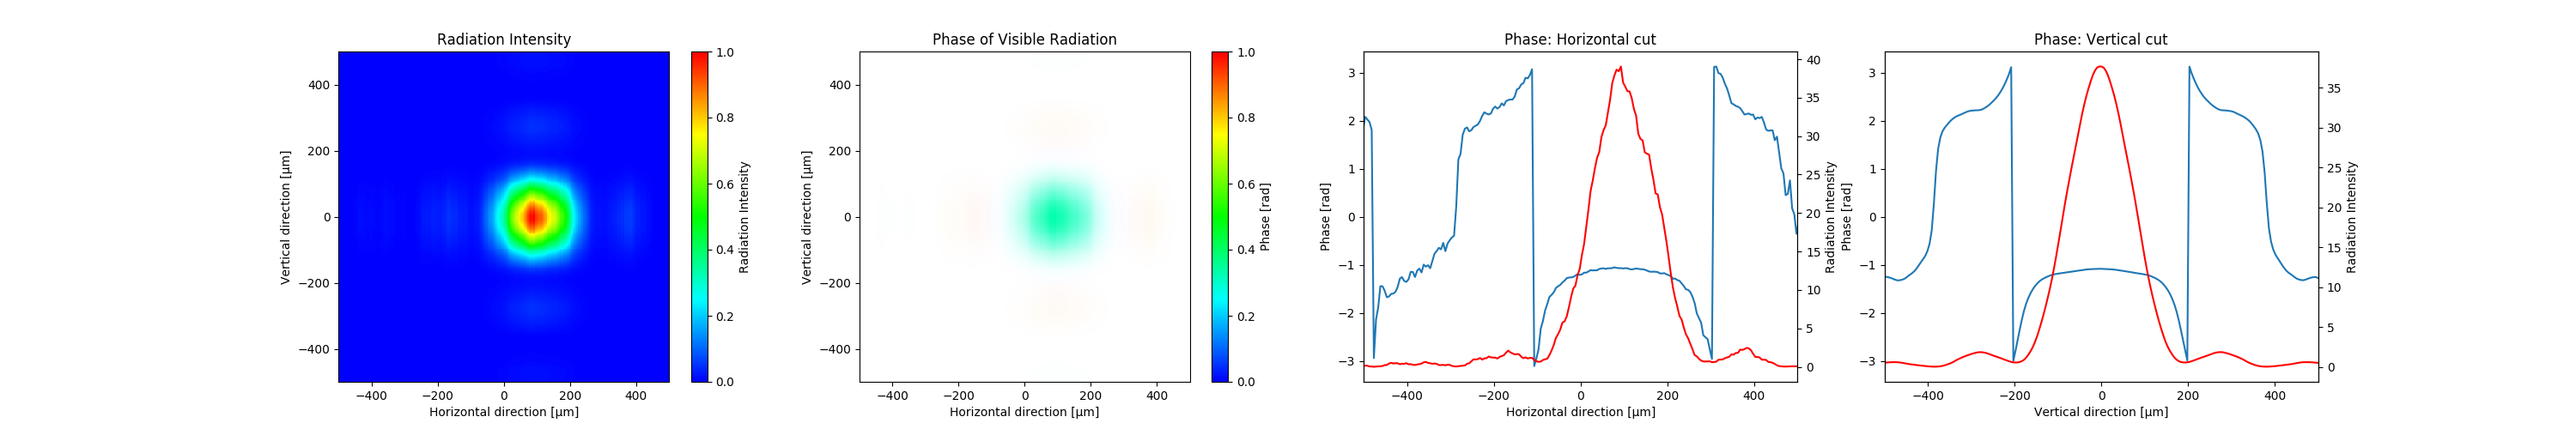 Radiation Intensity
400
200
0
−200
−400
Vertical direction [µm]
−400 −200 0 200 400
Horizontal direction [µm]
1.0
0.8
0.6
0.4
0.2
0.0
Radiation Intensity
Phase of Visible Radiation
400
200
0
−200
−400
Vertical direction [µm]
−400 −200 0 200 400
Horizontal direction [µm]
1.0
0.8
0.6
0.4
0.2
0.0
Phase [rad]
Phase: Horizontal cut
3
2
1
0
−1
−2
−3
Phase [rad]
−400 −200 0 200 400
Horizontal direction [µm]
40
35
30
25
20
15
10
5
0
Radiation Intensity
Phase: Vertical cut
3
2
1
0
−1
−2
−3
Phase [rad]
−400 −200 0 200 400
Vertical direction [µm]
35
30
25
20
15
10
5
0
Radiation Intensity